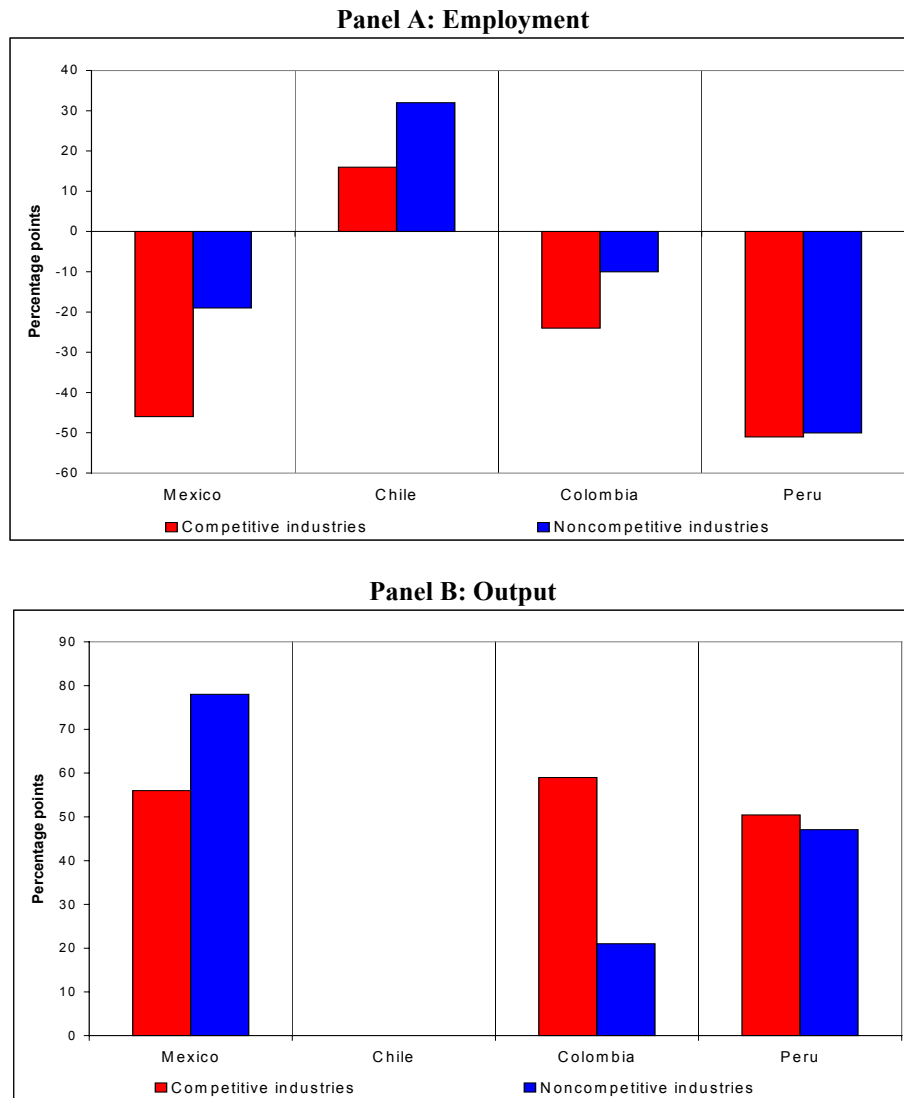 Panel A: Employment
Percentage points
40
30
20
10
0
-10
-20
-30
-40
-50
-60
Mexico Chile Colombia Peru
Competitive industries Noncompetitive industries
Panel B: Output
Percentage points
90
80
70
60
50
40
30
20
10
0
Mexico Chile Colombia Peru
Competitive industries Noncompetitive industries